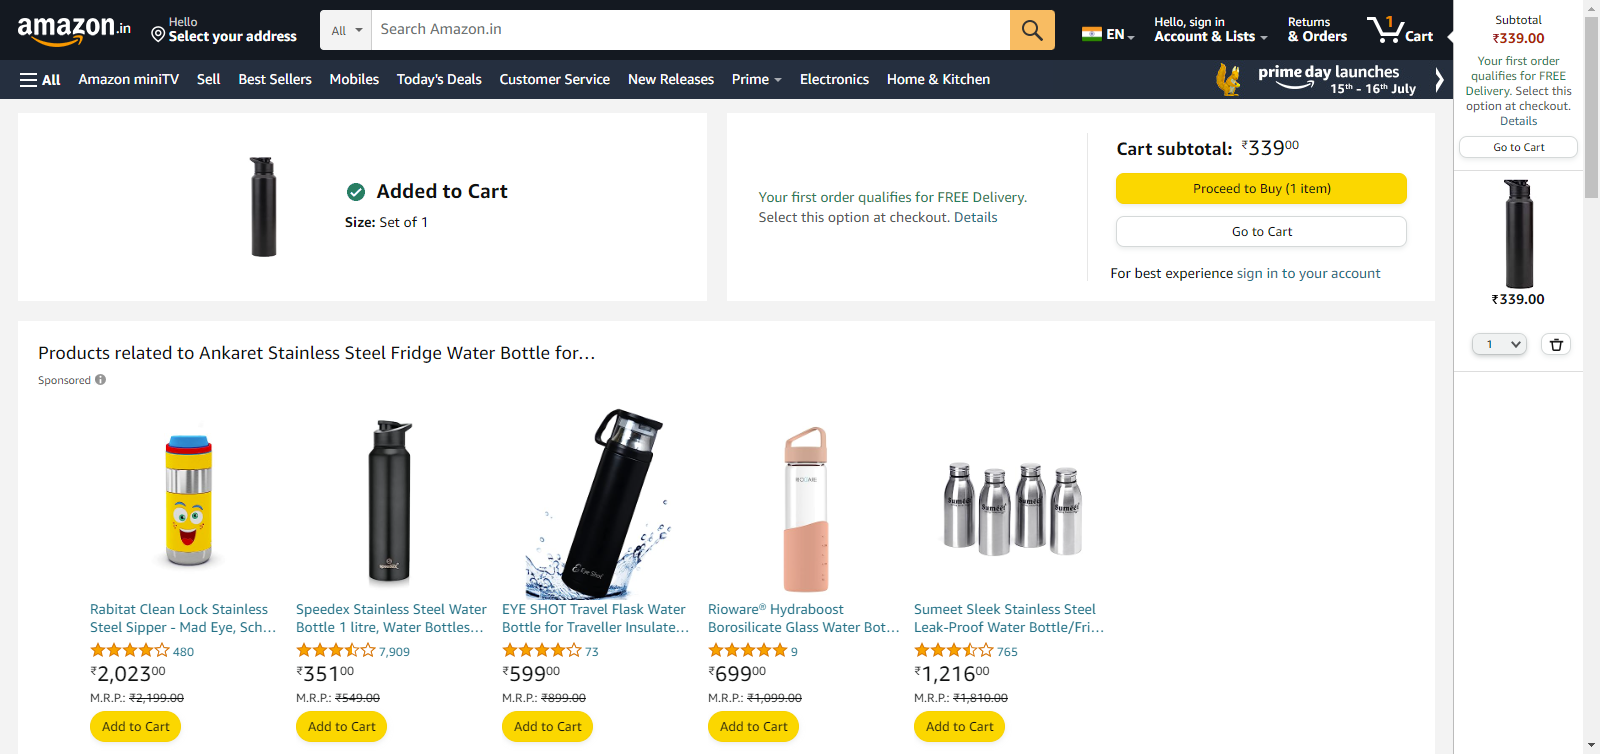 amazon.in
Hello
Select your address
All
Search Amazon.in
EN
Hello, sign in
Account & Lists
Returns
& Orders
1
Cart
All
Amazon miniTV
Sell
Best Sellers
Mobiles
Today's Deals
Customer Service
New Releases
Prime
Electronics
Home & Kitchen
prime day launches
15th - 16th July
Subtotal
₹339.00
Your first order
qualifies for FREE
Delivery. Select this
option at checkout.
Details
Go to Cart
₹339.00
1
Added to Cart
Size: Set of 1
Your first order qualifies for FREE Delivery.
Select this option at checkout. Details
Cart subtotal: ₹33900
Proceed to Buy (1 item)
Go to Cart
For best experience sign in to your account
Products related to Ankaret Stainless Steel Fridge Water Bottle for…
Sponsored
Rabitat Clean Lock Stainless
Steel Sipper - Mad Eye, Sch…
480
₹2,02300
M.R.P.: ₹2,199.00
Add to Cart
Speedex Stainless Steel Water
Bottle 1 litre, Water Bottles…
7,909
₹35100
M.R.P.: ₹549.00
Add to Cart
Eye Shot
EYE SHOT Travel Flask Water
Bottle for Traveller Insulate…
73
₹59900
M.R.P.: ₹899.00
Add to Cart
Rioware® Hydraboost
Borosilicate Glass Water Bot…
9
₹69900
M.R.P.: ₹1,099.00
Add to Cart
Sumeet
Sumeet
Sumeet
Sumeet
Sumeet Sleek Stainless Steel
Leak-Proof Water Bottle/Fri…
765
₹1,21600
M.R.P.: ₹1,810.00
Add to Cart